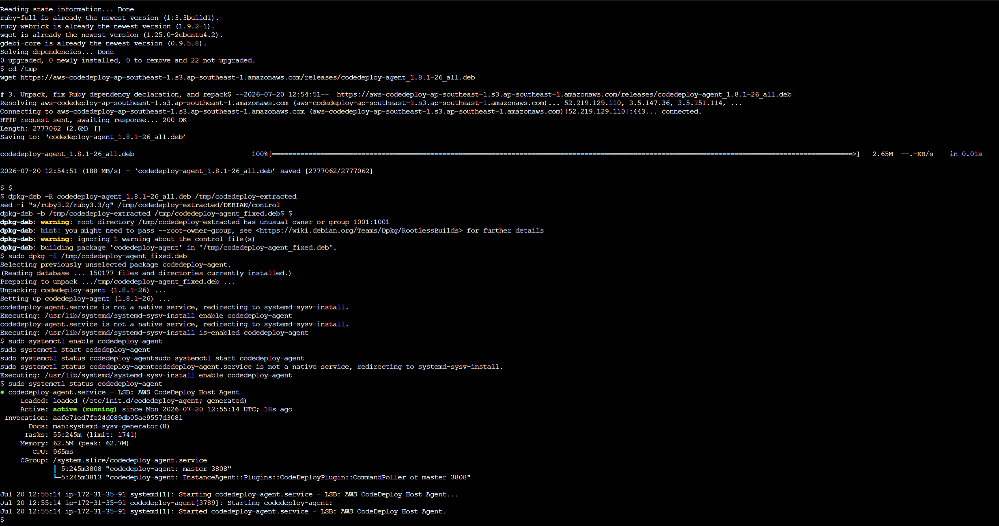 Reading state information... Done
ruby-full is already the newest version (1:3.3build1).
ruby-webrick is already the newest version (1.9.2-1).
wget is already the newest version (1.25.0-2ubuntu4.2).
gdebi-core is already the newest version (0.9.5.8).
Solving dependencies... Done
0 upgraded, 0 newly installed, 0 to remove and 22 not upgraded.
$ cd /tmp
wget https://aws-codedeploy-ap-southeast-1.s3.ap-southeast-1.amazonaws.com/releases/codedeploy-agent_1.8.1-26_all.deb
# 3. Unpack, fix Ruby dependency declaration, and repack$ --2026-07-20 12:54:51--  https://aws-codedeploy-ap-southeast-1.s3.ap-southeast-1.amazonaws.com/releases/codedeploy-agent_1.8.1-26_all.deb
Resolving aws-codedeploy-ap-southeast-1.s3.ap-southeast-1.amazonaws.com (aws-codedeploy-ap-southeast-1.s3.ap-southeast-1.amazonaws.com)... 52.219.129.110, 3.5.147.36, 3.5.151.114, ...
Connecting to aws-codedeploy-ap-southeast-1.s3.ap-southeast-1.amazonaws.com (aws-codedeploy-ap-southeast-1.s3.ap-southeast-1.amazonaws.com)|52.219.129.110|:443... connected.
HTTP request sent, awaiting response... 200 OK
Length: 2777062 (2.6M) []
Saving to: ‘codedeploy-agent_1.8.1-26_all.deb’
codedeploy-agent_1.8.1-26_all.deb                             100%[===============================================================================================================================================>]   2.65M  --.-KB/s    in 0.01s
2026-07-20 12:54:51 (188 MB/s) - ‘codedeploy-agent_1.8.1-26_all.deb’ saved [2777062/2777062]
$ $
$ dpkg-deb -R codedeploy-agent_1.8.1-26_all.deb /tmp/codedeploy-extracted
sed -i "s/ruby3.2/ruby3.3/g" /tmp/codedeploy-extracted/DEBIAN/control
dpkg-deb -b /tmp/codedeploy-extracted /tmp/codedeploy-agent_fixed.deb$ $
dpkg-deb: warning: root directory /tmp/codedeploy-extracted has unusual owner or group 1001:1001
dpkg-deb: hint: you might need to pass --root-owner-group, see <https://wiki.debian.org/Teams/Dpkg/RootlessBuilds> for further details
dpkg-deb: warning: ignoring 1 warning about the control file(s)
dpkg-deb: building package 'codedeploy-agent' in '/tmp/codedeploy-agent_fixed.deb'.
$ sudo dpkg -i /tmp/codedeploy-agent_fixed.deb
Selecting previously unselected package codedeploy-agent.
(Reading database ... 150177 files and directories currently installed.)
Preparing to unpack .../tmp/codedeploy-agent_fixed.deb ...
Unpacking codedeploy-agent (1.8.1-26) ...
Setting up codedeploy-agent (1.8.1-26) ...
codedeploy-agent.service is not a native service, redirecting to systemd-sysv-install.
Executing: /usr/lib/systemd/systemd-sysv-install enable codedeploy-agent
codedeploy-agent.service is not a native service, redirecting to systemd-sysv-install.
Executing: /usr/lib/systemd/systemd-sysv-install is-enabled codedeploy-agent
$ sudo systemctl enable codedeploy-agent
sudo systemctl start codedeploy-agent
sudo systemctl status codedeploy-agentsudo systemctl start codedeploy-agent
sudo systemctl status codedeploy-agentcodedeploy-agent.service is not a native service, redirecting to systemd-sysv-install.
Executing: /usr/lib/systemd/systemd-sysv-install enable codedeploy-agent
$ sudo systemctl status codedeploy-agent
● codedeploy-agent.service - LSB: AWS CodeDeploy Host Agent
     Loaded: loaded (/etc/init.d/codedeploy-agent; generated)
     Active: active (running) since Mon 2026-07-20 12:55:14 UTC; 18s ago
 Invocation: aafe71ed7fe24d089db05ac9557d3081
       Docs: man:systemd-sysv-generator(8)
      Tasks: 55:245m (limit: 1741)
     Memory: 62.5M (peak: 62.7M)
        CPU: 965ms
     CGroup: /system.slice/codedeploy-agent.service
             ├─5:245m3808 "codedeploy-agent: master 3808"
             └─5:245m3813 "codedeploy-agent: InstanceAgent::Plugins::CodeDeployPlugin::CommandPoller of master 3808"
Jul 20 12:55:14 ip-172-31-35-91 systemd[1]: Starting codedeploy-agent.service - LSB: AWS CodeDeploy Host Agent...
Jul 20 12:55:14 ip-172-31-35-91 codedeploy-agent[3789]: Starting codedeploy-agent:
Jul 20 12:55:14 ip-172-31-35-91 systemd[1]: Started codedeploy-agent.service - LSB: AWS CodeDeploy Host Agent.
$